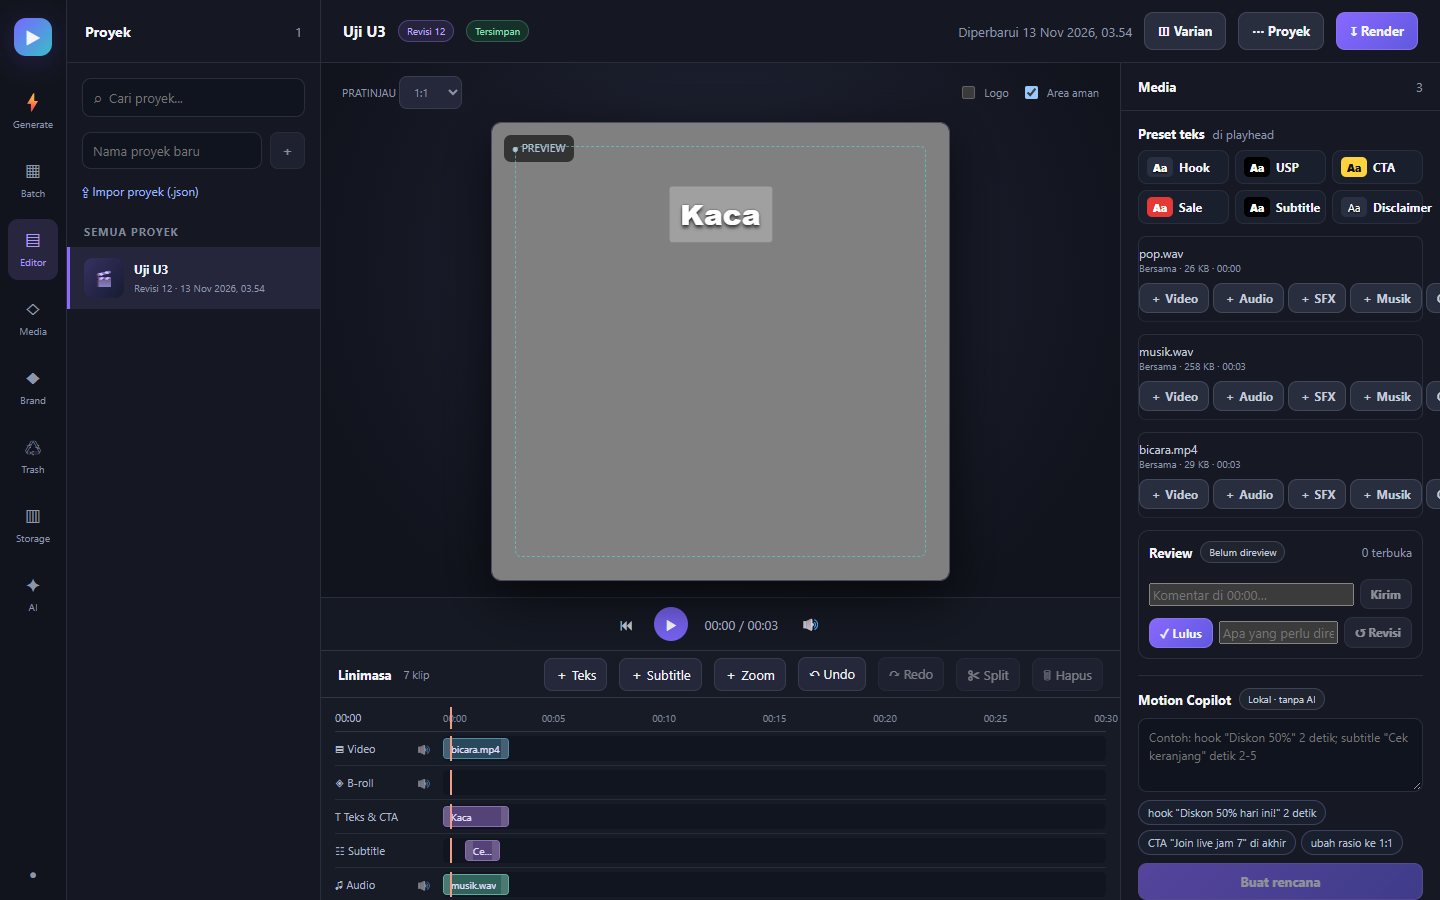 Generate
Batch
Editor
Media
Brand
Trash
Storage
AI
Proyek 1
Cari proyek...
Nama proyek baru +
Impor proyek (.json)
SEMUA PROYEK
Uji U3
Revisi 12 · 13 Nov 2026, 03.54
Uji U3 Revisi 12 Tersimpan
Diperbarui 13 Nov 2026, 03.54 Varian ··· Proyek Render
PRATINJAU 1:1 Logo Area aman
PREVIEW
Kaca
00:00 / 00:03
Linimasa 7 klip + Teks + Subtitle + Zoom Undo Redo Split Hapus
00:00 00:00 00:05 00:10 00:15 00:20 00:25 00:30
Video bicara.mp4
B-roll
T Teks & CTA Kaca
Subtitle Ce...
Audio musik.wav
Media 3
Preset teks di playhead
Aa Hook Aa USP Aa CTA
Aa Sale Aa Subtitle Aa Disclaimer
pop.wav
Bersama · 26 KB · 00:00
+ Video + Audio + SFX + Musik
musik.wav
Bersama · 258 KB · 00:03
+ Video + Audio + SFX + Musik
bicara.mp4
Bersama · 29 KB · 00:03
+ Video + Audio + SFX + Musik
Review Belum direview 0 terbuka
Komentar di 00:00... Kirim
✓ Lulus Apa yang perlu dire Revisi
Motion Copilot Lokal · tanpa AI
Contoh: hook "Diskon 50%" 2 detik; subtitle "Cek
keranjang" detik 2-5
hook "Diskon 50% hari ini!" 2 detik
CTA "Join live jam 7" di akhir ubah rasio ke 1:1
Buat rencana